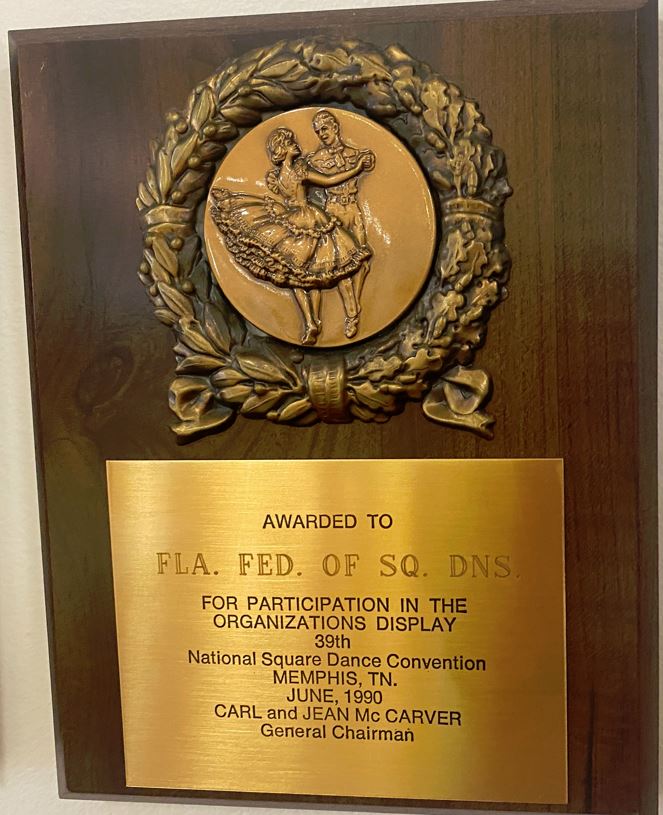 AWARDED TO
FLA. FED. OF SQ. DNS.
FOR PARTICIPATION IN THE
ORGANIZATIONS DISPLAY
39th
National Square Dance Convention
MEMPHIS, TN.
JUNE, 1990
CARL and JEAN Mc CARVER
General Chairman